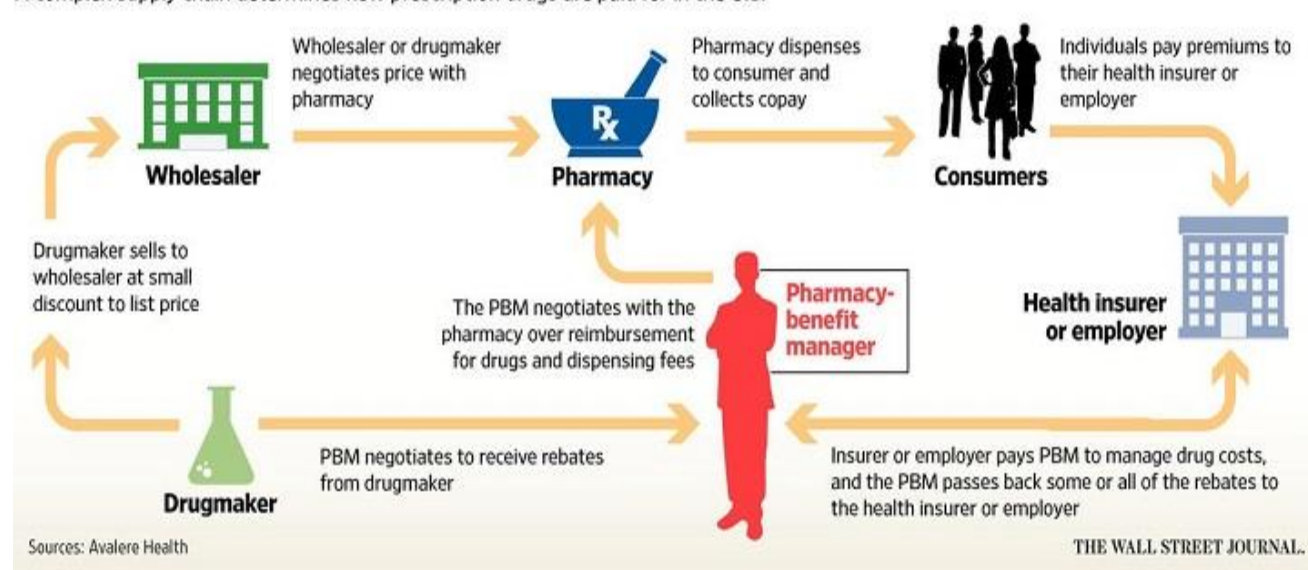 Wholesaler or drugmaker
negotiates price with
pharmacy
Pharmacy dispenses
to consumer and
collects copay
Individuals pay premiums to
their health insurer or
employer
Rx
Wholesaler
Pharmacy
Consumers
Drugmaker sells to
wholesaler at small
discount to list price
The PBM negotiates with the
pharmacy over reimbursement
for drugs and dispensing fees
Pharmacy-
benefit
manager
Health insurer
or employer
PBM negotiates to receive rebates
from drugmaker
Insurer or employer pays PBM to manage drug costs,
and the PBM passes back some or all of the rebates to
the health insurer or employer
Drugmaker
Sources: Avalere Health
THE WALL STREET JOURNAL.